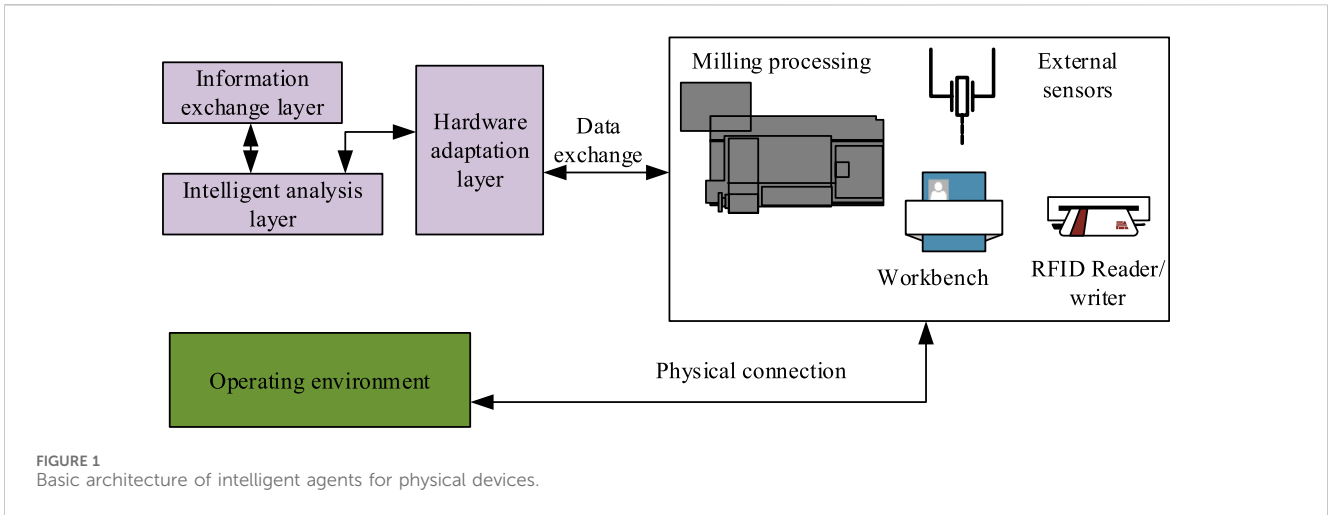 Information
exchange layer
Intelligent analysis
layer
Hardware
adaptation
layer
Data
exchange
Milling processing
External
sensors
Workbench
RFID Reader/
writer
Operating environment
Physical connection
FIGURE 1
Basic architecture of intelligent agents for physical devices.